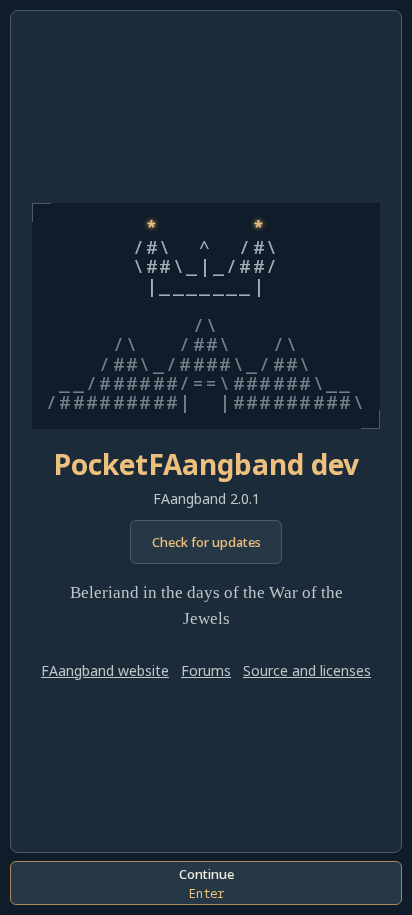 PocketFAangband dev
FAangband 2.0.1
Check for updates
Beleriand in the days of the War of the
Jewels
FAangband website Forums Source and licenses
Continue
Enter